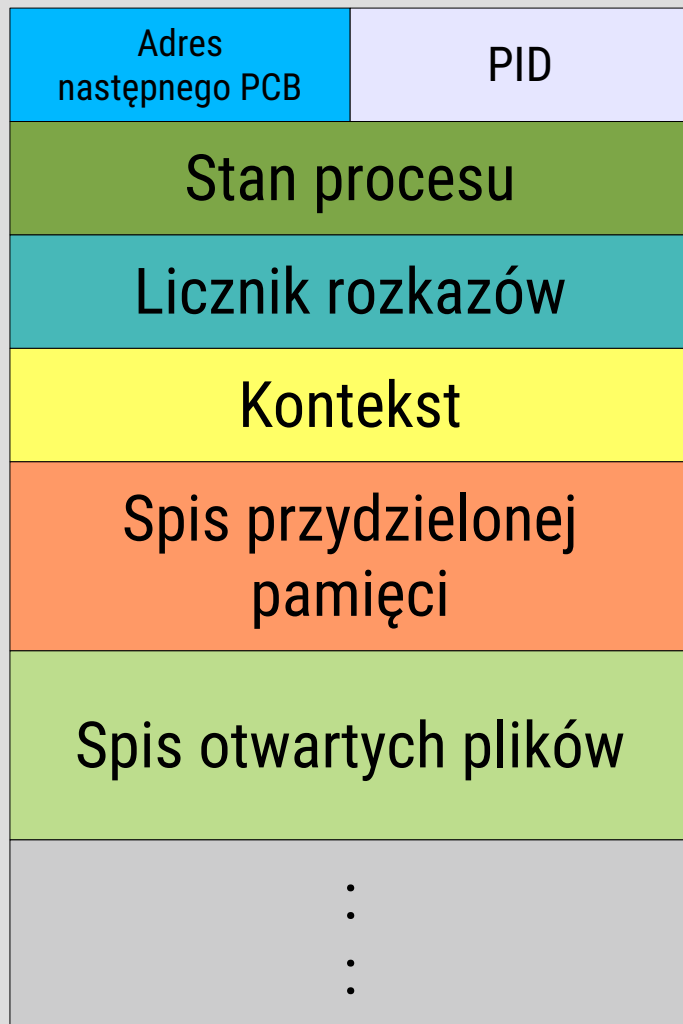 Adres
następnego PCB
PID
Stan procesu
Licznik rozkazów
Kontekst
Spis przydzielonej
pamięci
Spis otwartych plików
:
: